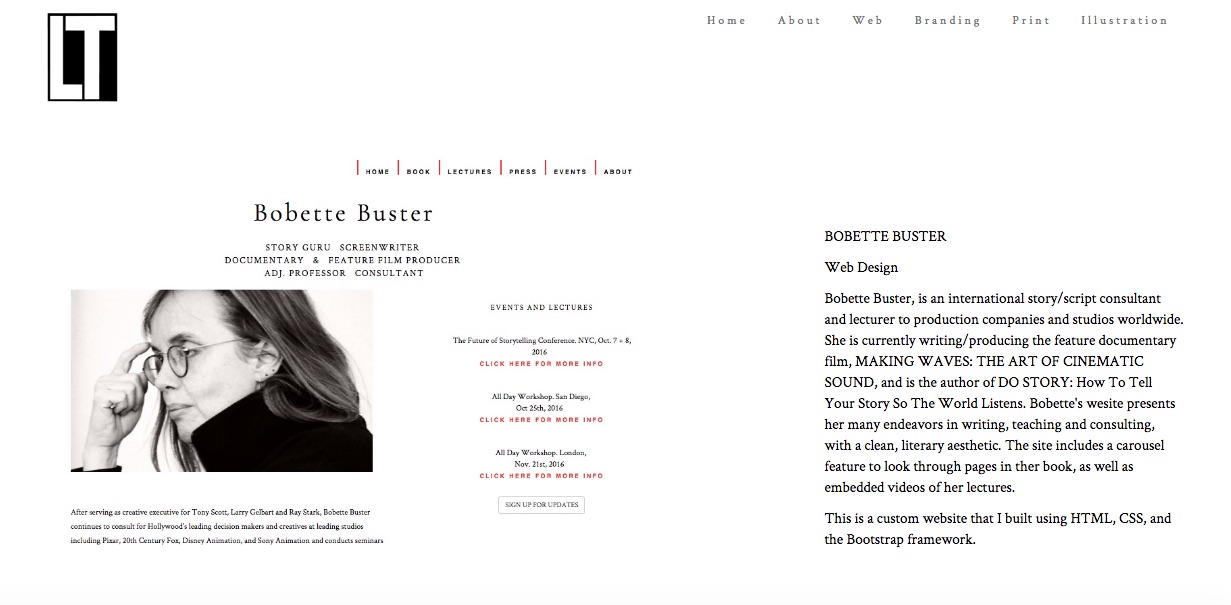 LT
Home About Web Branding Print Illustration
HOME BOOK LECTURES PRESS EVENTS ABOUT
Bobette Buster
STORY GURU SCREENWRITER
DOCUMENTARY & FEATURE FILM PRODUCER
ADJ. PROFESSOR CONSULTANT
EVENTS AND LECTURES
The Future of Storytelling Conference. NYC, Oct. 7 + 8,
2016
CLICK HERE FOR MORE INFO
All Day Workshop. San Diego,
Oct 25th, 2016
CLICK HERE FOR MORE INFO
All Day Workshop. London,
Nov. 21st, 2016
CLICK HERE FOR MORE INFO
SIGN UP FOR UPDATES
After serving as creative executive for Tony Scott, Larry Gelbart and Ray Stark, Bobette Buster
continues to consult for Hollywood's leading decision makers and creatives at leading studios
including Pixar, 20th Century Fox, Disney Animation, and Sony Animation and conducts seminars
BOBETTE BUSTER
Web Design
Bobette Buster, is an international story/script consultant
and lecturer to production companies and studios worldwide.
She is currently writing/producing the feature documentary
film, MAKING WAVES: THE ART OF CINEMATIC
SOUND, and is the author of DO STORY: How To Tell
Your Story So The World Listens. Bobette's wesite presents
her many endeavors in writing, teaching and consulting,
with a clean, literary aesthetic. The site includes a carousel
feature to look through pages in ther book, as well as
embedded videos of her lectures.
This is a custom website that I built using HTML, CSS, and
the Bootstrap framework.